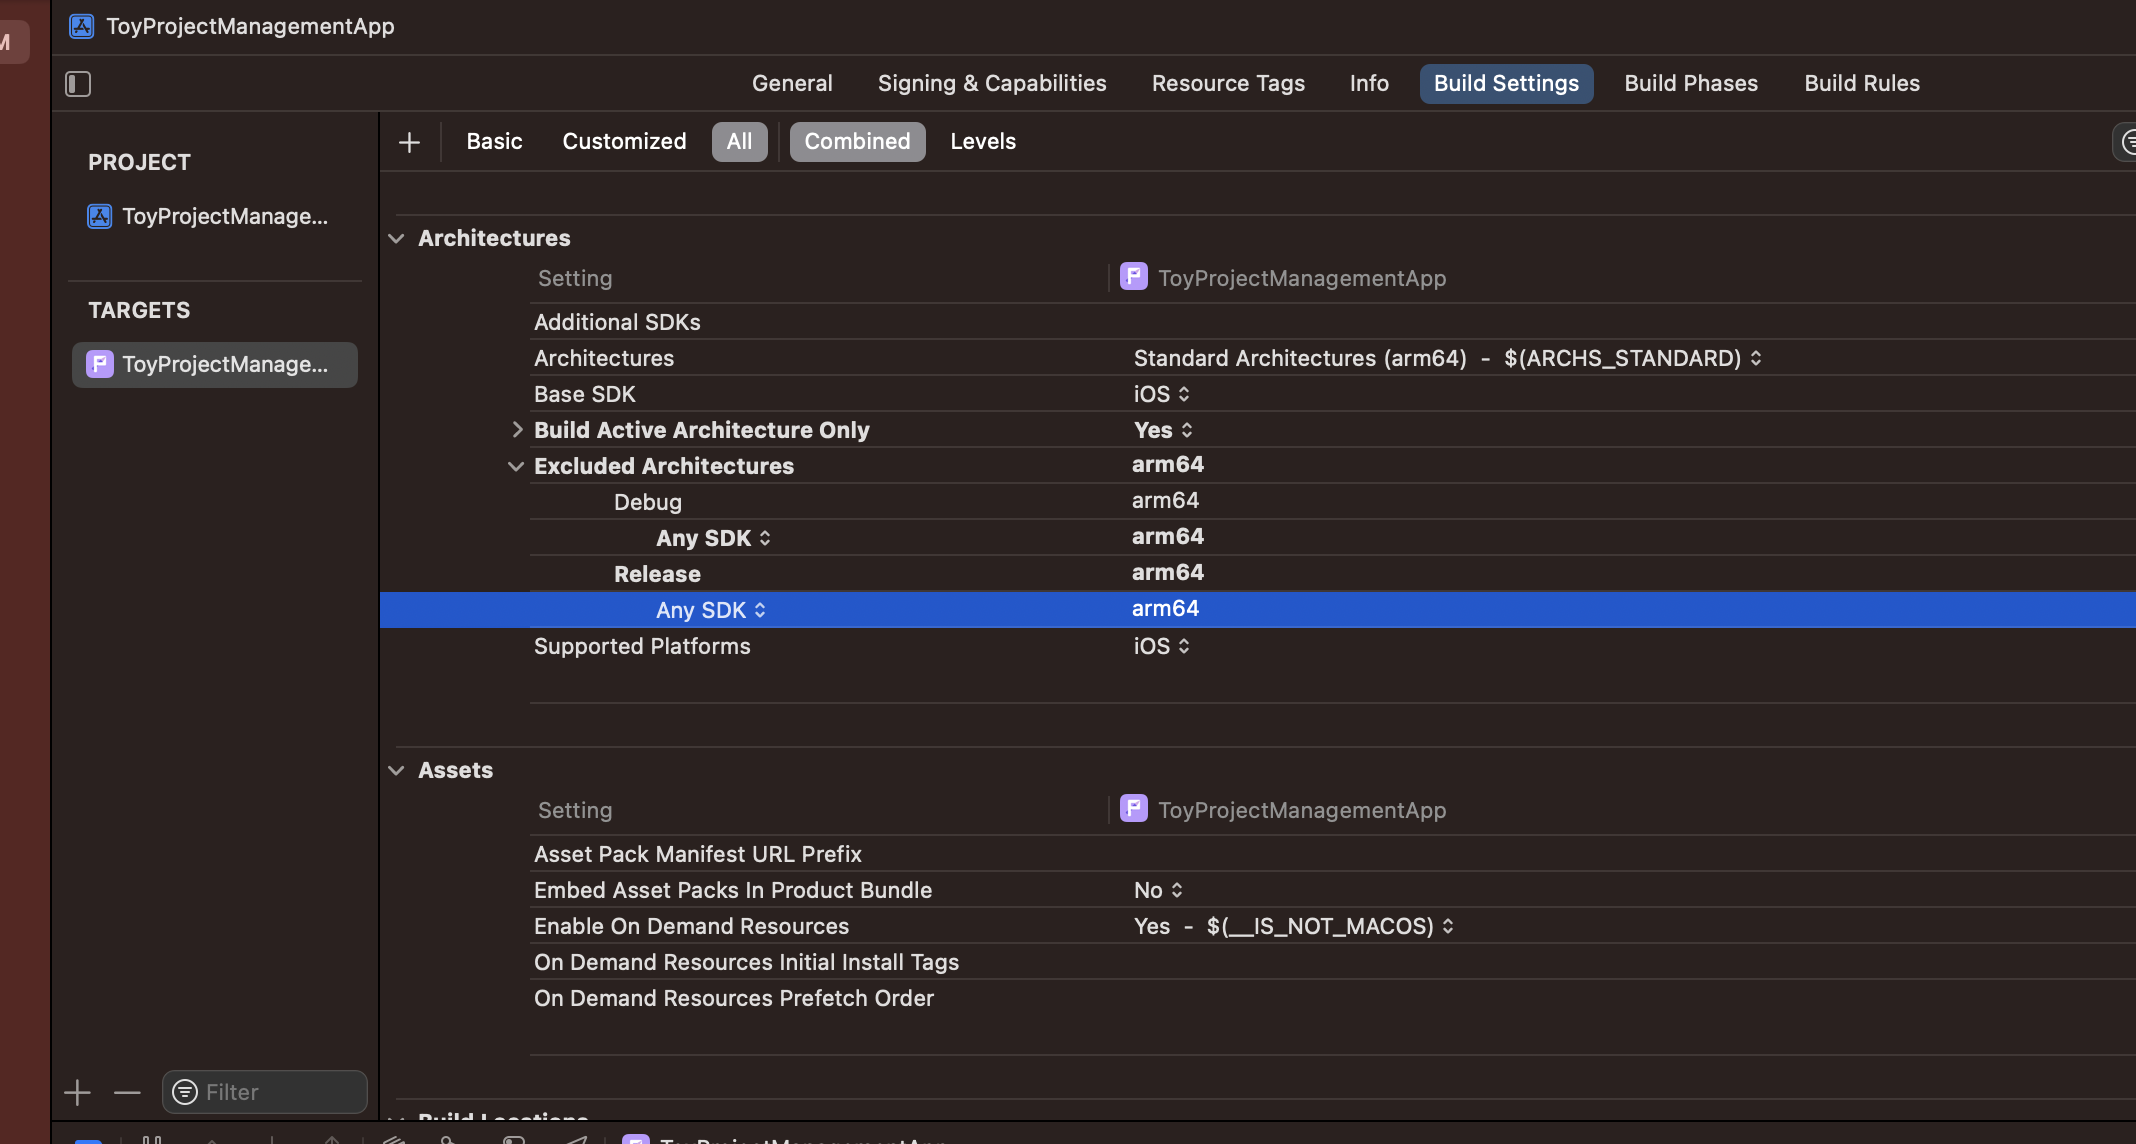 M
ToyProjectManagementApp
General Signing & Capabilities Resource Tags Info Build Settings Build Phases Build Rules
Basic Customized All Combined Levels
PROJECT
ToyProjectManage...
TARGETS
ToyProjectManage...
Filter
Architectures
Setting ToyProjectManagementApp
Additional SDKs
Architectures Standard Architectures (arm64) - $(ARCHS_STANDARD)
Base SDK iOS
Build Active Architecture Only Yes
Excluded Architectures arm64
Debug arm64
Any SDK arm64
Release arm64
Any SDK arm64
Supported Platforms iOS
Assets
Setting ToyProjectManagementApp
Asset Pack Manifest URL Prefix
Embed Asset Packs In Product Bundle No
Enable On Demand Resources Yes - $(__IS_NOT_MACOS)
On Demand Resources Initial Install Tags
On Demand Resources Prefetch Order
Build Locations
ToyProjectManagementApp